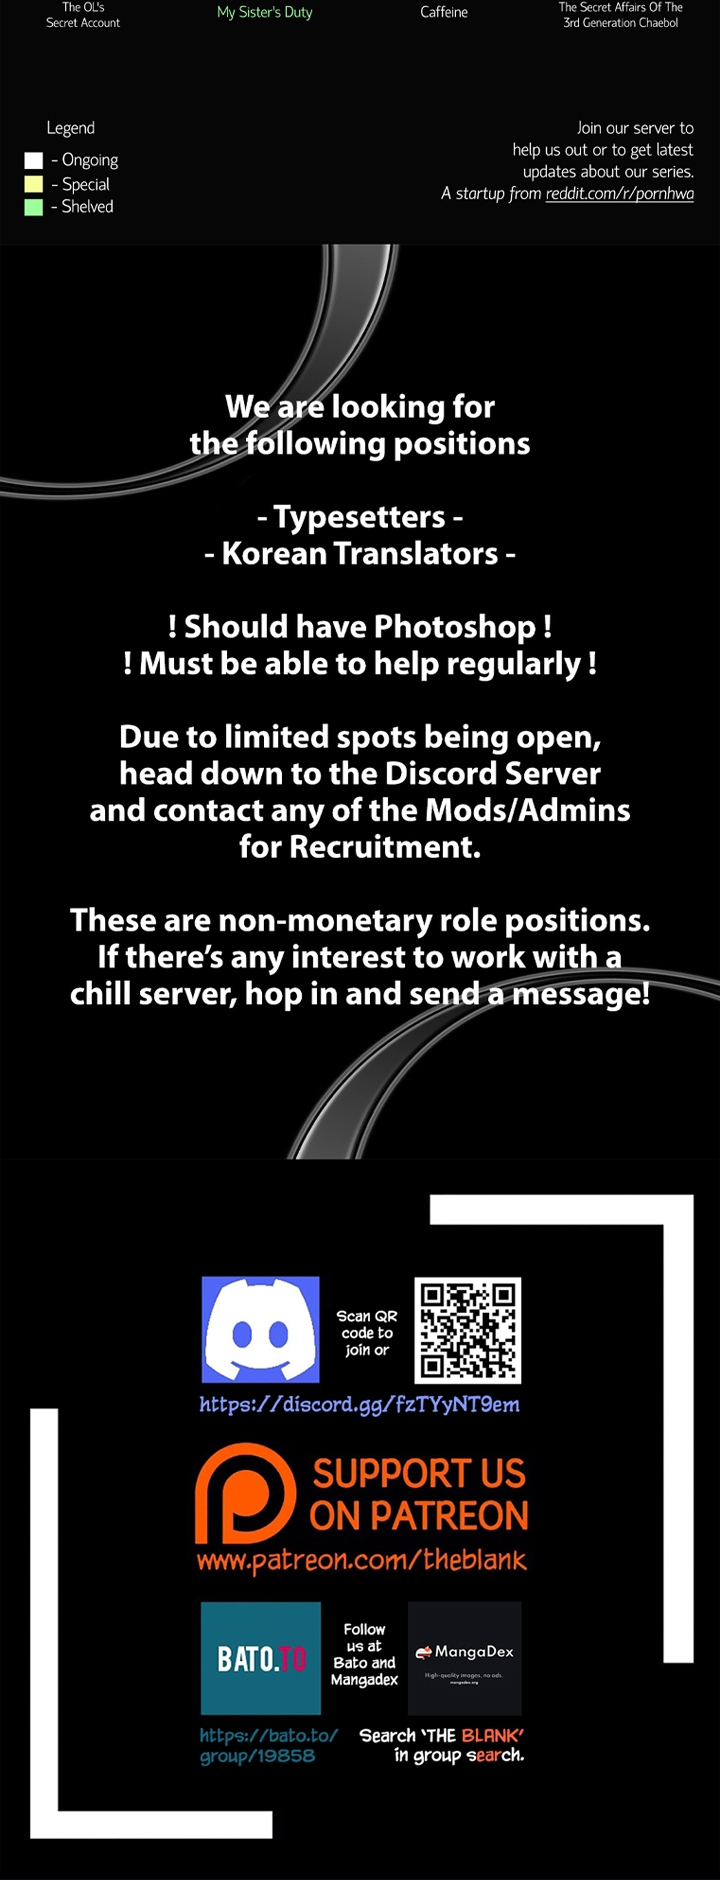 The OL's
Secret Account
My Sister's Duty
Caffeine
The Secret Affairs Of The
3rd Generation Chaebol
Legend
- Ongoing
- Special
- Shelved
Join our server to
help us out or to get latest
updates about our series.
A startup from reddit.com/r/pornhwa
We are looking for
the following positions
- Typesetters -
- Korean Translators -
! Should have Photoshop !
! Must be able to help regularly !
Due to limited spots being open,
head down to the Discord Server
and contact any of the Mods/Admins
for Recruitment.
These are non-monetary role positions.
If there's any interest to work with a
chill server, hop in and send a message!
Scan QR
code to
join or
https://discord.gg/fzTYyNT9em
SUPPORT US
ON PATREON
www.patreon.com/theblank
BATO.TO
Follow
us at
Bato and
Mangadex
MangaDex
High-quality images, no ads.
mangadex.org
https://bato.to/
group/19858
Search 'THE BLANK'
in group search.